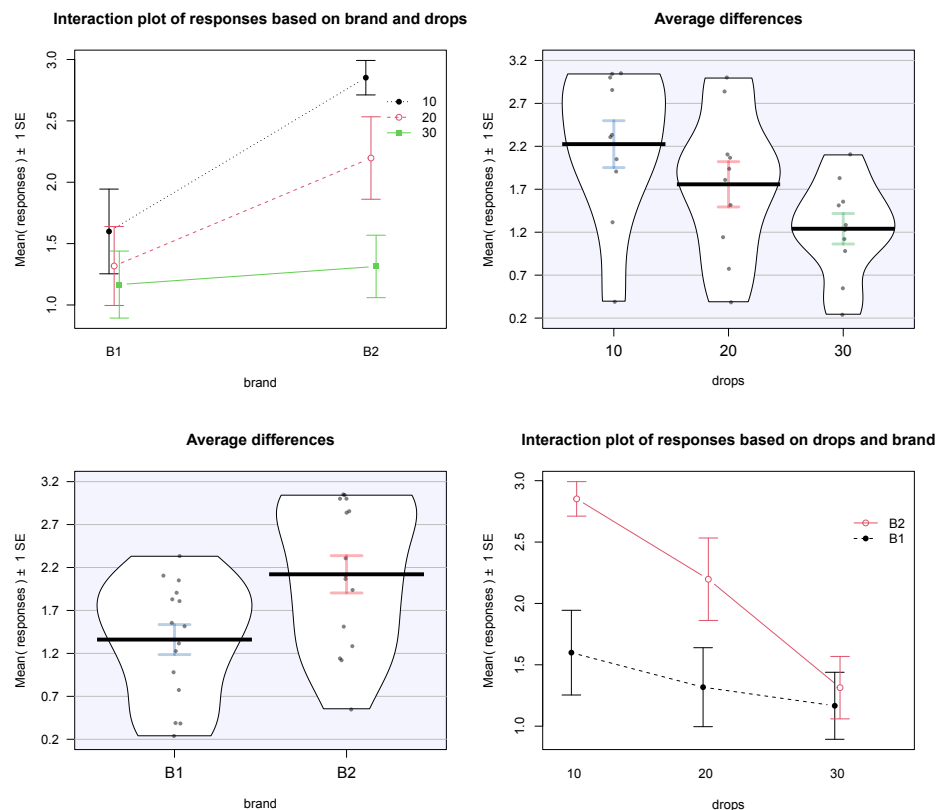 Interaction plot of responses based on brand and drops
Mean( responses ) ± 1 SE
3.0
2.5
2.0
1.5
1.0
10
20
30
B1
B2
brand
Average differences
Mean( responses ) ± 1 SE
3.2
2.7
2.2
1.7
1.2
0.7
0.2
10
20
30
drops
Average differences
Mean( responses ) ± 1 SE
3.2
2.7
2.2
1.7
1.2
0.7
0.2
B1
B2
brand
Interaction plot of responses based on drops and brand
Mean( responses ) ± 1 SE
3.0
2.5
2.0
1.5
1.0
B2
B1
10
20
30
drops